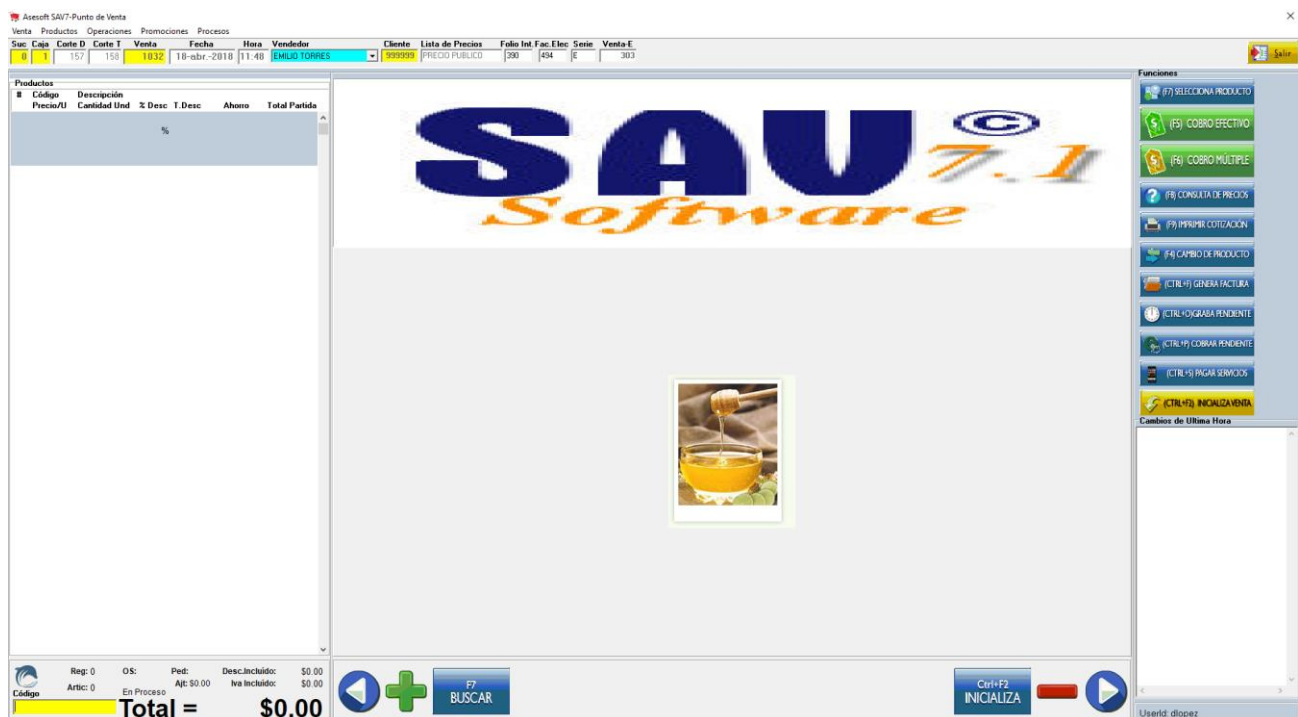 Asesoft SAV7-Punto de Venta
Venta Productos Operaciones Promociones Procesos
Suc Caja Corte D Corte T Venta Fecha Hora Vendedor Cliente Lista de Precios Folio Int. Fac.Elec Serie Venta-E
0 1 157 158 1032 18-abr.-2018 11:48 EMILIO TORRES 999999 PRECIO PUBLICO 390 494 E 303
Salir
Productos
# Código Descripción
Precio/U Cantidad Und % Desc T.Desc Ahorro Total Partida
%
SAV © 7.1
Software
Funciones
(F7) SELECCIONA PRODUCTO
(F5) COBRO EFECTIVO
(F6) COBRO MÚLTIPLE
(F8) CONSULTA DE PRECIOS
(F9) IMPRIMIR COTIZACIÓN
(F4) CAMBIO DE PRODUCTO
(CTRL+F) GENERA FACTURA
(CTRL+O)GRABA PENDIENTE
(CTRL+P) COBRAR PENDIENTE
(CTRL+S) PAGAR SERVICIOS
(CTRL+F2) INICIALIZA VENTA
Cambios de Ultima Hora
Reg: 0 OS: Ped: Desc.Incluido: $0.00
Artic: 0 Ajt: $0.00 Iva Incluido: $0.00
Código En Proceso
Total = $0.00
F7
BUSCAR
Ctrl+F2
INICIALIZA
UserId: dlopez